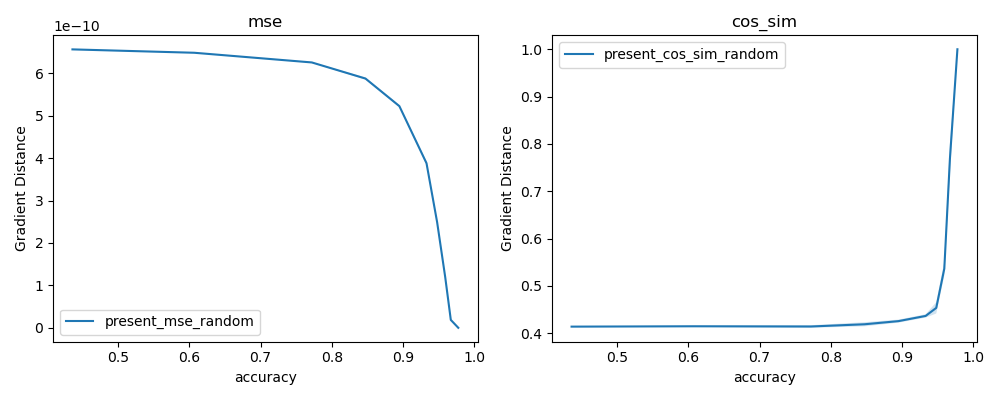 mse
1e−10
Gradient Distance
6
5
4
3
2
1
0
present_mse_random
0.5 0.6 0.7 0.8 0.9 1.0
accuracy
cos_sim
Gradient Distance
1.0
0.9
0.8
0.7
0.6
0.5
0.4
present_cos_sim_random
0.5 0.6 0.7 0.8 0.9 1.0
accuracy